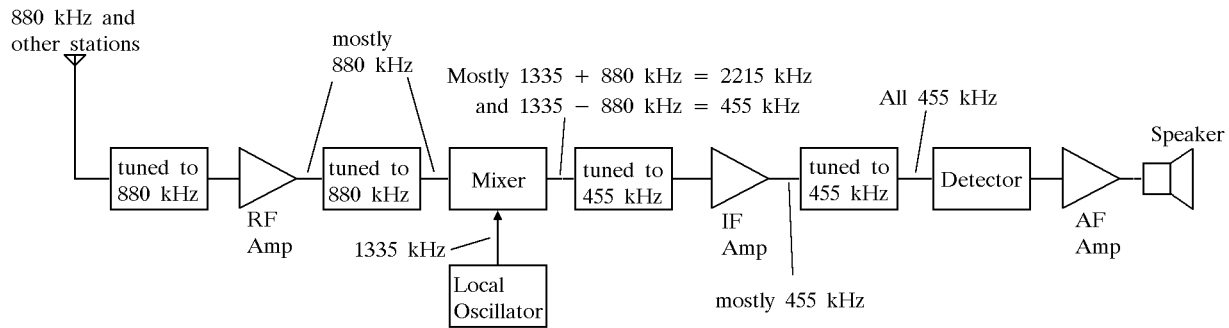 880 kHz and
other stations
mostly
880 kHz
Mostly 1335 + 880 kHz = 2215 kHz
and 1335 − 880 kHz = 455 kHz
All 455 kHz
Speaker
tuned to
880 kHz
RF
Amp
tuned to
880 kHz
Mixer
tuned to
455 kHz
IF
Amp
tuned to
455 kHz
Detector
AF
Amp
1335 kHz
Local
Oscillator
mostly 455 kHz